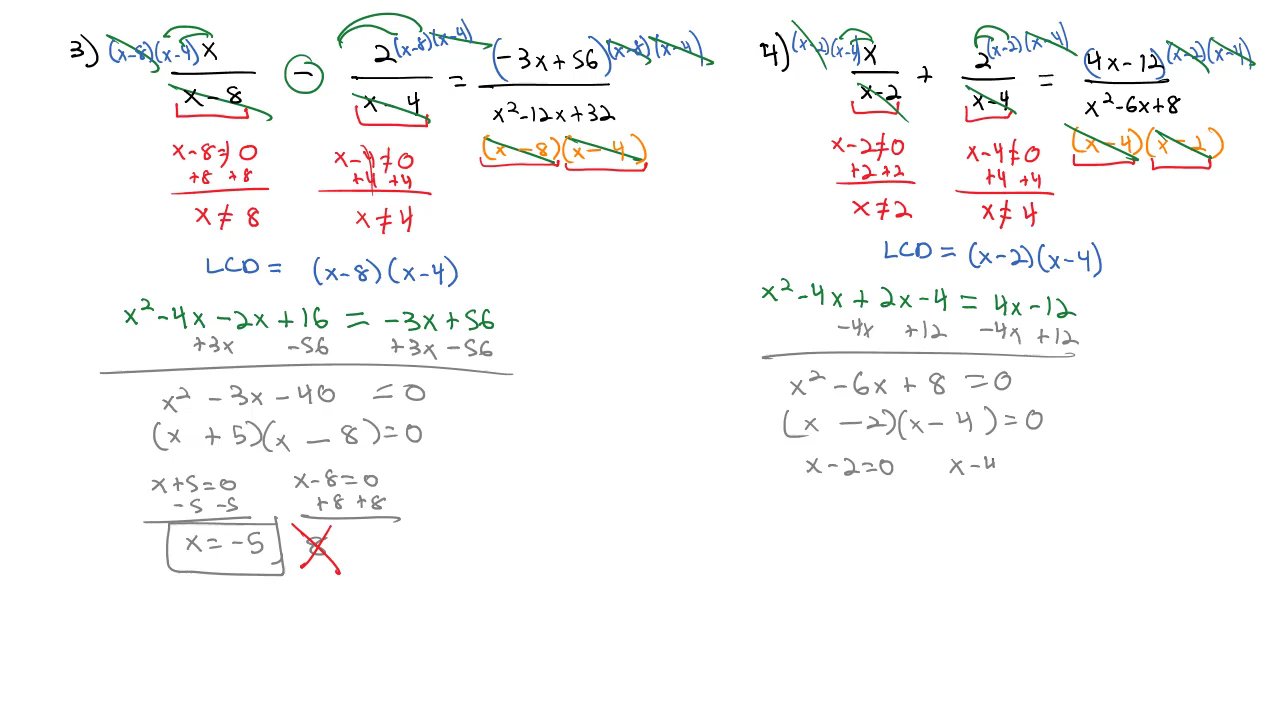 3) (x-8)(x-4) x / x - 8 - 2(x-8)(x-4) / x - 4 = (-3x+56)(x-8)(x-4) / x²-12x+32
(x - 8)(x - 4)
x-8≠0 x-4≠0
+8 +8 +4 +4
x ≠ 8 x ≠ 4
LCD = (x-8)(x-4)
x²-4x-2x+16 = -3x+56
+3x -56 +3x -56
x² - 3x - 40 = 0
(x + 5)(x - 8)=0
x+5=0 x-8=0
-5 -5 +8 +8
x = -5 8
4) (x-2)(x-4) x / x-2 + 2(x-2)(x-4) / x-4 = (4x-12)(x-2)(x-4) / x²-6x+8
(x - 4)(x - 2)
x-2≠0 x-4≠0
+2 +2 +4 +4
x ≠ 2 x ≠ 4
LCD = (x-2)(x-4)
x²-4x+2x-4 = 4x-12
-4x +12 -4x +12
x² - 6x + 8 = 0
(x - 2)(x - 4) = 0
x-2=0 x-4